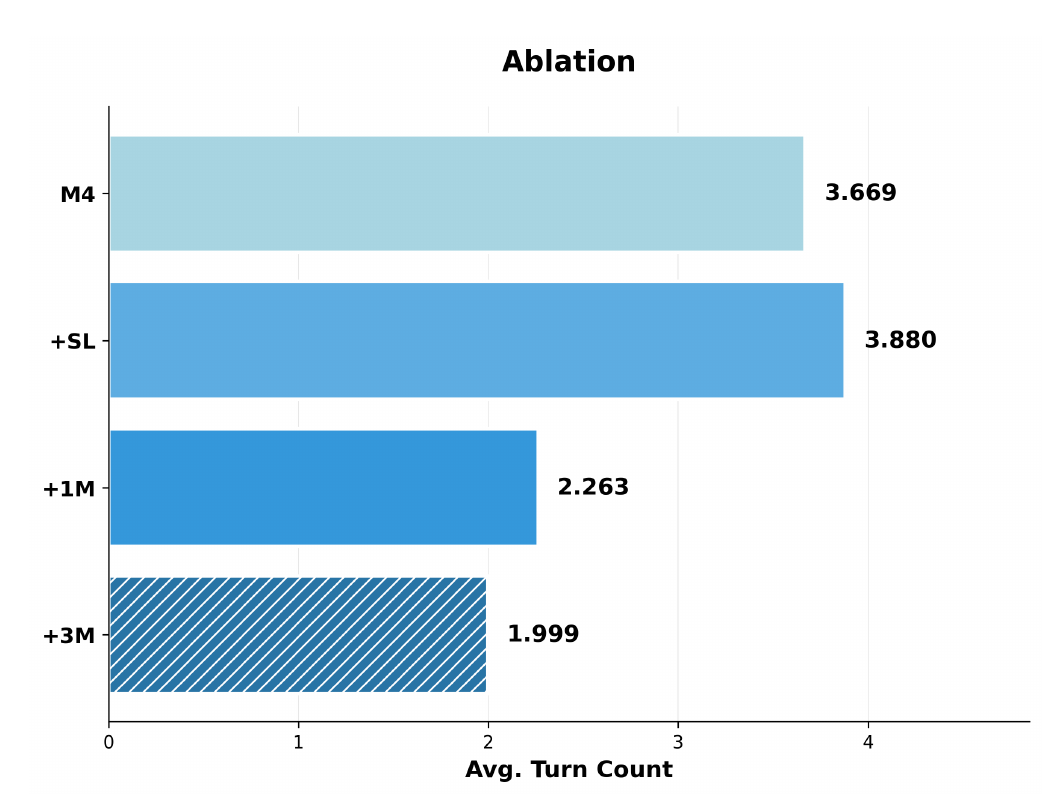 Ablation
M4
3.669
+SL
3.880
+1M
2.263
+3M
1.999
0 1 2 3 4
Avg. Turn Count